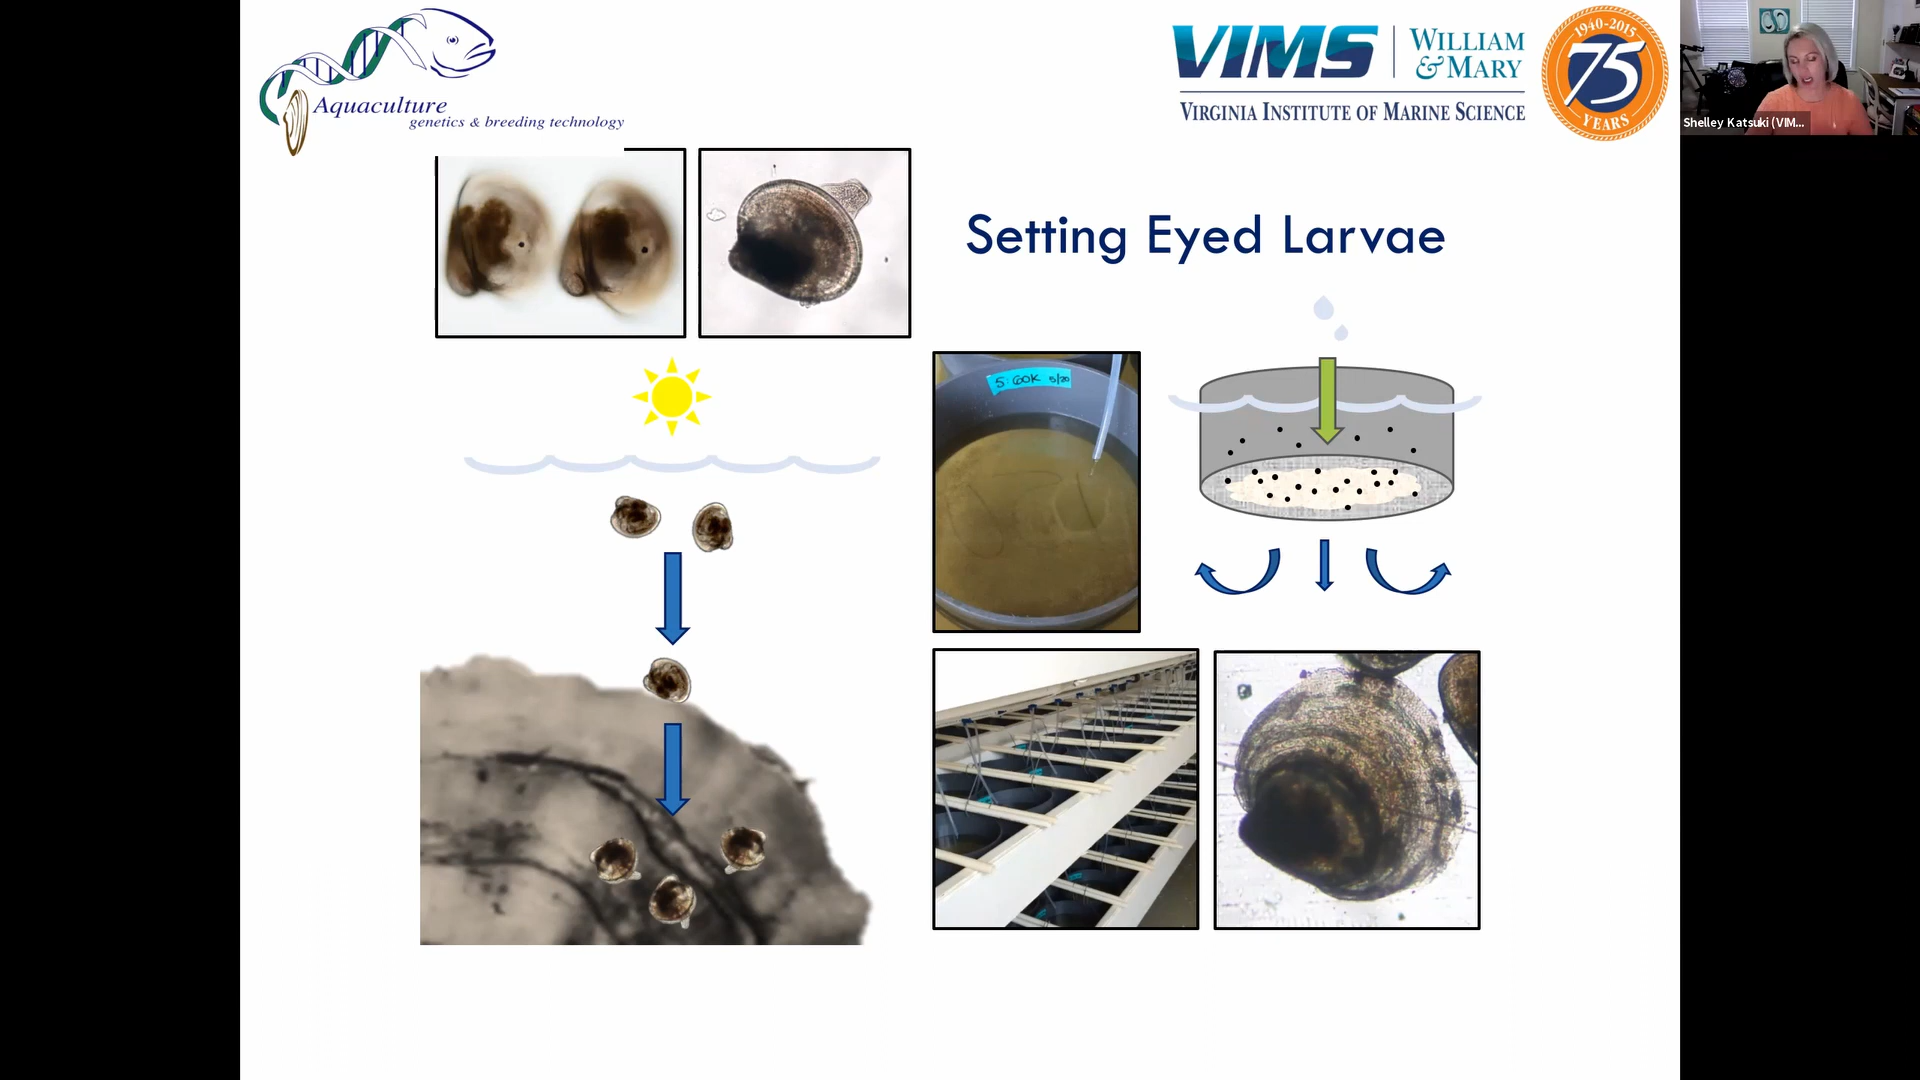 Aquaculture
genetics & breeding technology
VIMS
WILLIAM
& MARY
VIRGINIA INSTITUTE OF MARINE SCIENCE
1940-2015
75
YEARS
Shelley Katsuki (VIM...
Setting Eyed Larvae
5: 60K 5/20